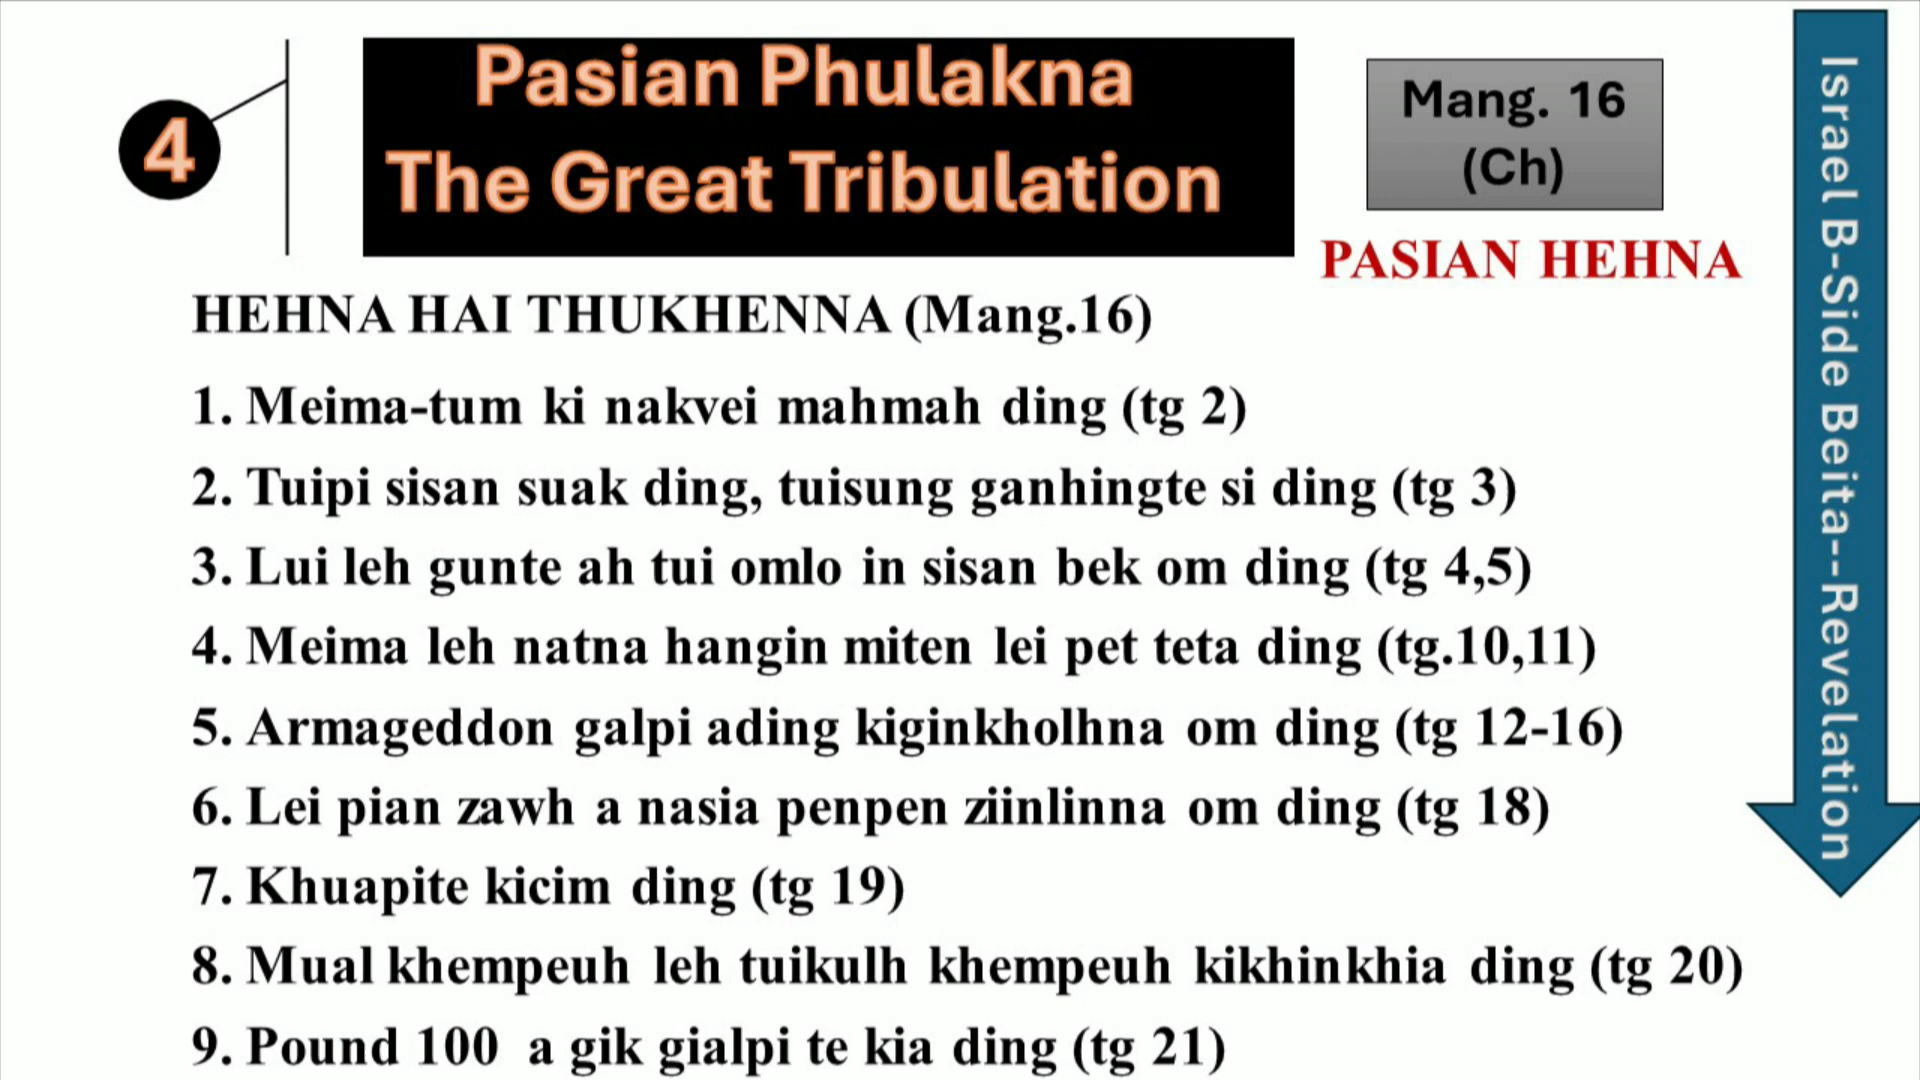 4
Pasian Phulakna
The Great Tribulation
Mang. 16
(Ch)
PASIAN HEHNA
HEHNA HAI THUKHENNA (Mang.16)
1. Meima-tum ki nakvei mahmah ding (tg 2)
2. Tuipi sisan suak ding, tuisung ganhingte si ding (tg 3)
3. Lui leh gunte ah tui omlo in sisan bek om ding (tg 4,5)
4. Meima leh natna hangin miten lei pet teta ding (tg.10,11)
5. Armageddon galpi ading kiginkholhna om ding (tg 12-16)
6. Lei pian zawh a nasia penpen ziinlinna om ding (tg 18)
7. Khuapite kicim ding (tg 19)
8. Mual khempeuh leh tuikulh khempeuh kikhinkhia ding (tg 20)
9. Pound 100 a gik gialpi te kia ding (tg 21)
Israel B-Side Beita--Revelation